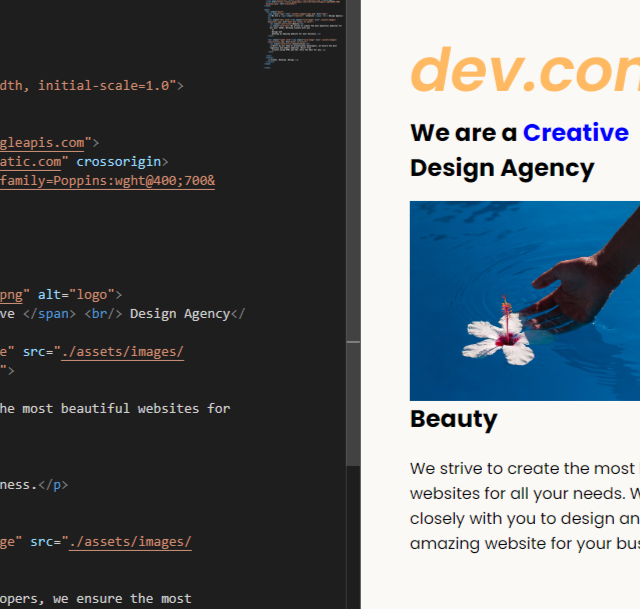 dth, initial-scale=1.0">
gleapis.com">
atic.com" crossorigin>
family=Poppins:wght@400;700&
png" alt="logo">
ve </span> <br/> Design Agency</
e" src="./assets/images/
">
he most beautiful websites for
ness.</p>
ge" src="./assets/images/
opers, we ensure the most
dev.con
We are a Creative
Design Agency
Beauty
We strive to create the most
websites for all your needs. W
closely with you to design an
amazing website for your bus